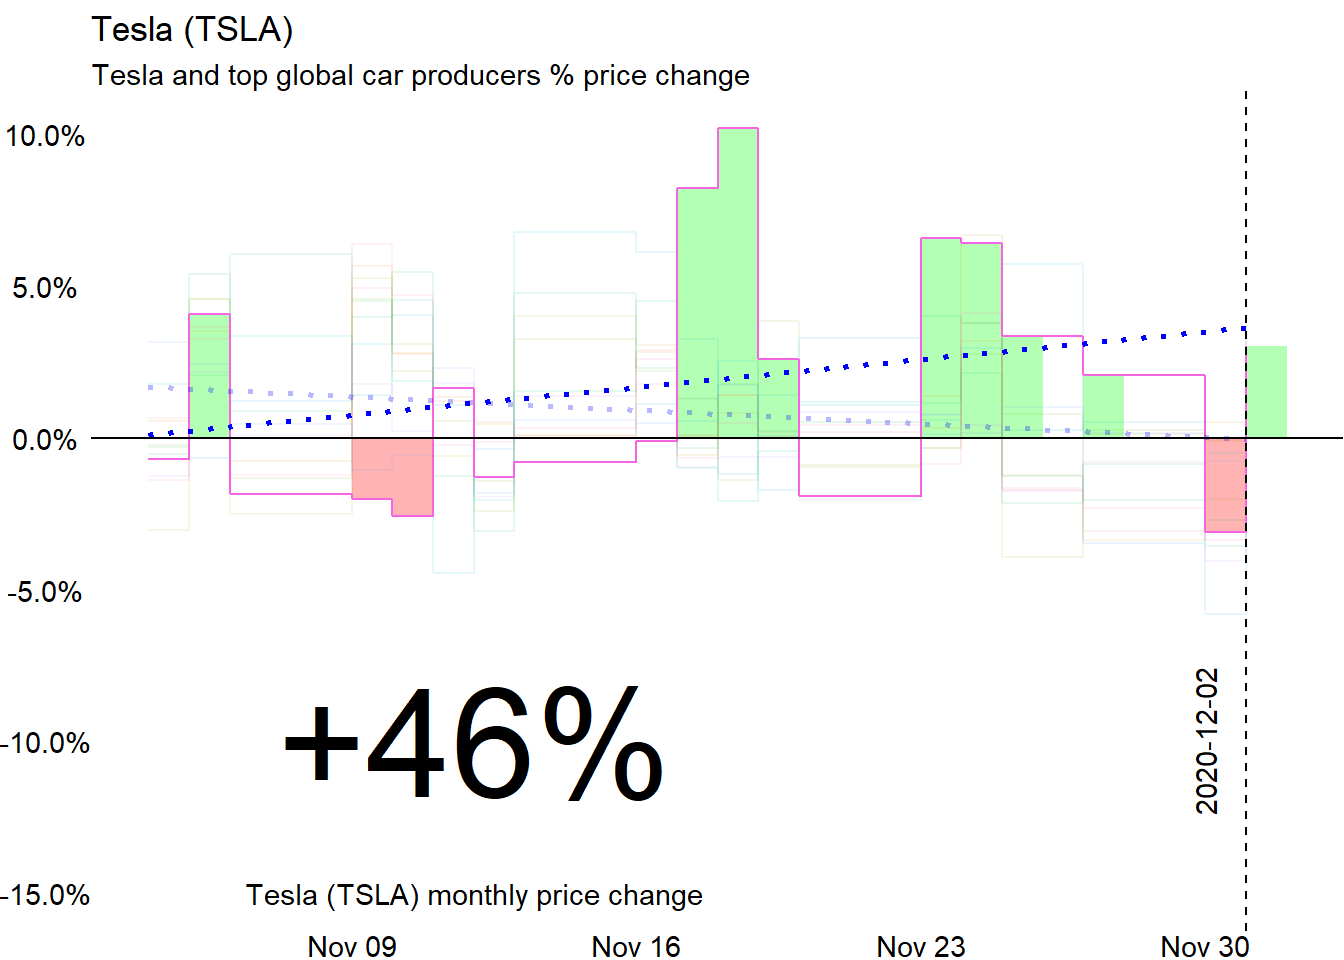 Tesla (TSLA)
Tesla and top global car producers % price change
10.0%
5.0%
0.0%
-5.0%
-10.0%
-15.0%
+46%
Tesla (TSLA) monthly price change
2020-12-02
Nov 09
Nov 16
Nov 23
Nov 30